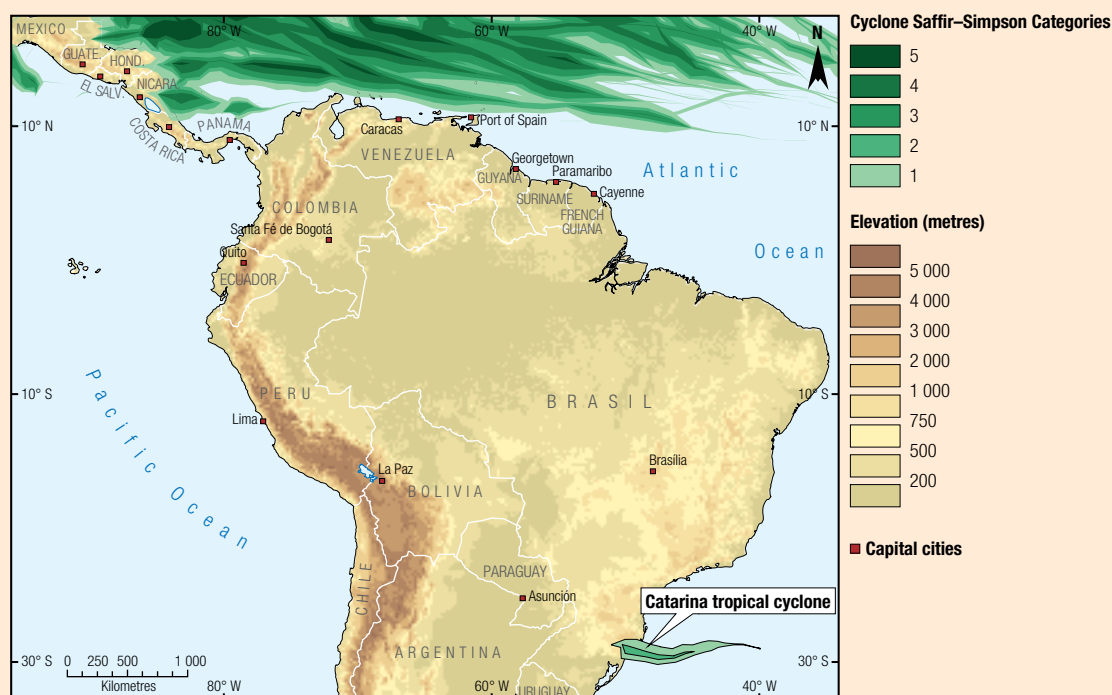 80° W
60° W
40° W
N
MEXICO
GUATE.
HOND.
EL SALV.
NICARA
COSTA RICA
PANAMA
10° N
10° N
Caracas
Port of Spain
VENEZUELA
Georgetown
Paramaribo
GUYANA
Cayenne
SURINAME
FRENCH
GUIANA
Atlantic
Ocean
COLOMBIA
Santa Fé de Bogotá
Quito
ECUADOR
PERU
BRASIL
10° S
10° S
Lima
Pacific Ocean
La Paz
Brasília
BOLIVIA
PARAGUAY
CHILE
Asunción
Catarina tropical cyclone
ARGENTINA
URUGUAY
30° S
30° S
0 250 500 1 000
Kilometres
80° W
60° W
40° W
Cyclone Saffir–Simpson Categories
5
4
3
2
1
Elevation (metres)
5 000
4 000
3 000
2 000
1 000
750
500
200
Capital cities